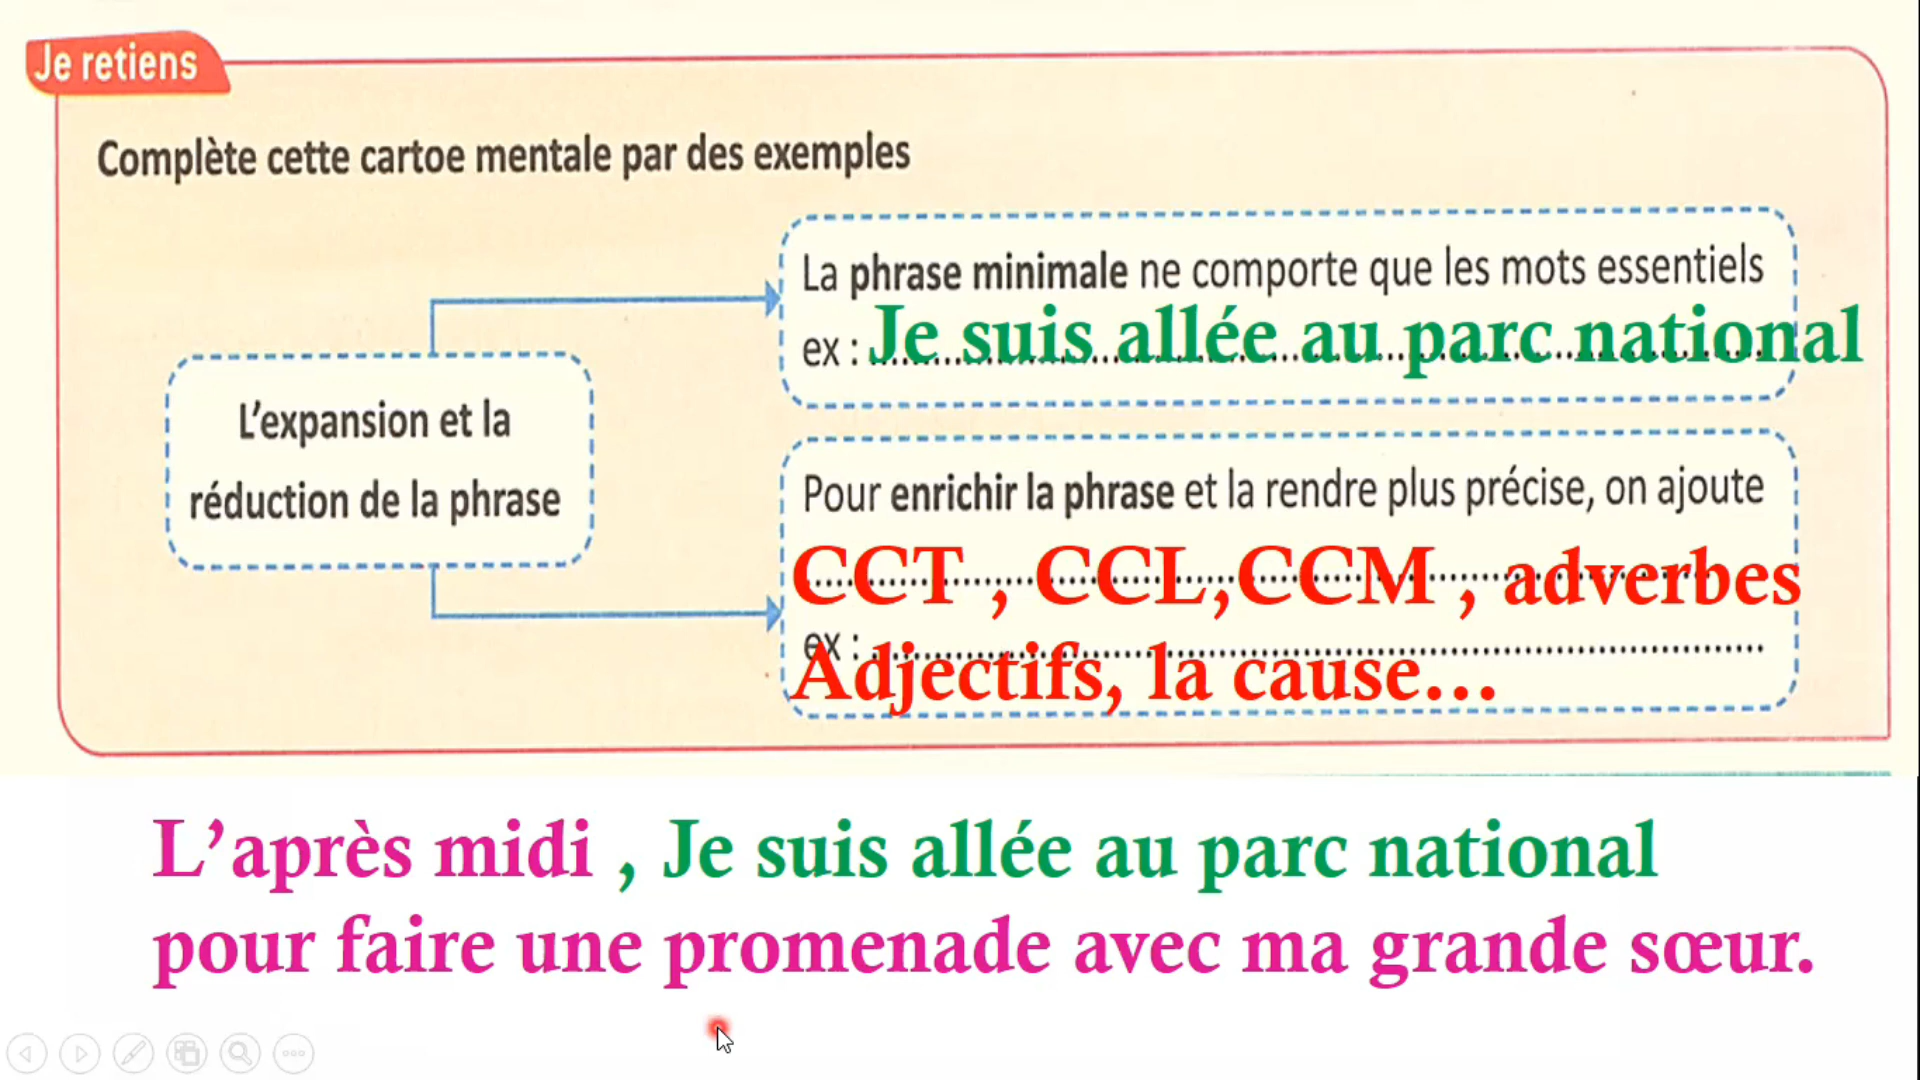 Je retiens
Complète cette cartoe mentale par des exemples
La phrase minimale ne comporte que les mots essentiels
ex : Je suis allée au parc national
L'expansion et la
réduction de la phrase
Pour enrichir la phrase et la rendre plus précise, on ajoute
CCT , CCL,CCM , adverbes
ex :
Adjectifs, la cause...
L'après midi , Je suis allée au parc national
pour faire une promenade avec ma grande sœur.